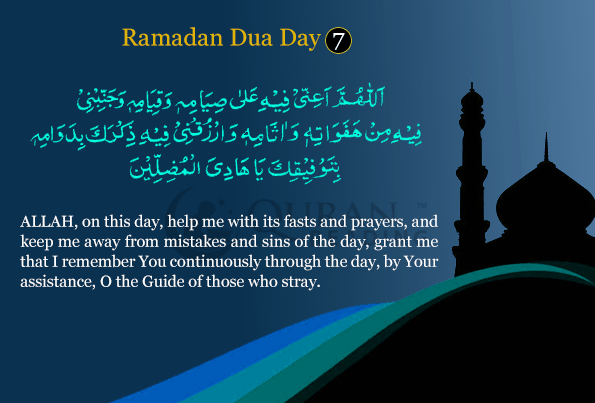 Ramadan Dua Day 7
اَللّٰهُمَّ اَعِنِّیْ فِیْهِ عَلٰی صِیَامِهٖ وَقِیَامِهٖ وَجَنِّبْنِیْ
فِیْهِ مِنْ هَفَوَاتِهٖ وَاٰثَامِهٖ وَارْزُقْنِیْ فِیْهِ ذِكْرَكَ بِدَوَامِهٖ
بِتَوْفِیْقِكَ یَا هَادِیَ الْمُضِلِّیْنَ
ALLAH, on this day, help me with its fasts and prayers, and
keep me away from mistakes and sins of the day, grant me
that I remember You continuously through the day, by Your
assistance, O the Guide of those who stray.